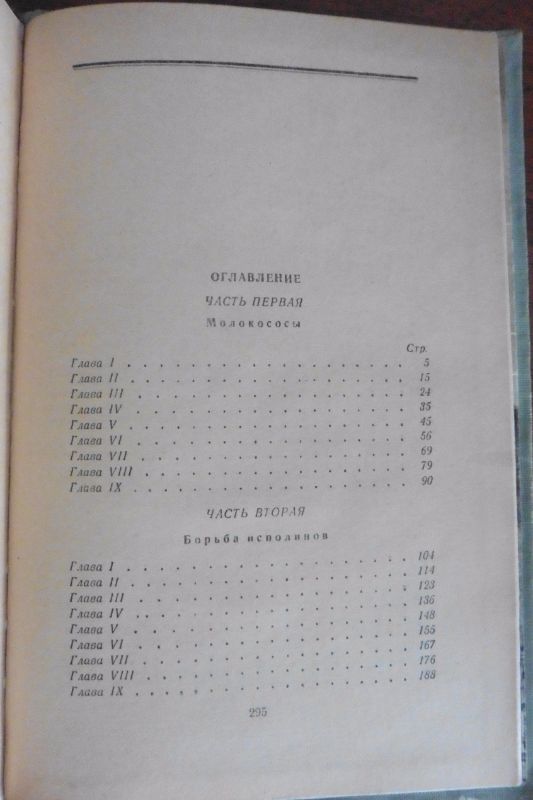 ОГЛАВЛЕНИЕ
ЧАСТЬ ПЕРВАЯ
Молокососы
Стр.
Глава I . . . . . . . . . . . . . . . . . . 5
Глава II . . . . . . . . . . . . . . . . . . 15
Глава III . . . . . . . . . . . . . . . . . 24
Глава IV . . . . . . . . . . . . . . . . . 35
Глава V . . . . . . . . . . . . . . . . . . 45
Глава VI . . . . . . . . . . . . . . . . . 56
Глава VII . . . . . . . . . . . . . . . . . 69
Глава VIII . . . . . . . . . . . . . . . . 79
Глава IX . . . . . . . . . . . . . . . . . 90
ЧАСТЬ ВТОРАЯ
Борьба исполинов
Глава I . . . . . . . . . . . . . . . . . . 104
Глава II . . . . . . . . . . . . . . . . . . 114
Глава III . . . . . . . . . . . . . . . . . 123
Глава IV . . . . . . . . . . . . . . . . . 136
Глава V . . . . . . . . . . . . . . . . . . 148
Глава VI . . . . . . . . . . . . . . . . . 155
Глава VII . . . . . . . . . . . . . . . . . 167
Глава VIII . . . . . . . . . . . . . . . . 176
Глава IX . . . . . . . . . . . . . . . . . 188
295